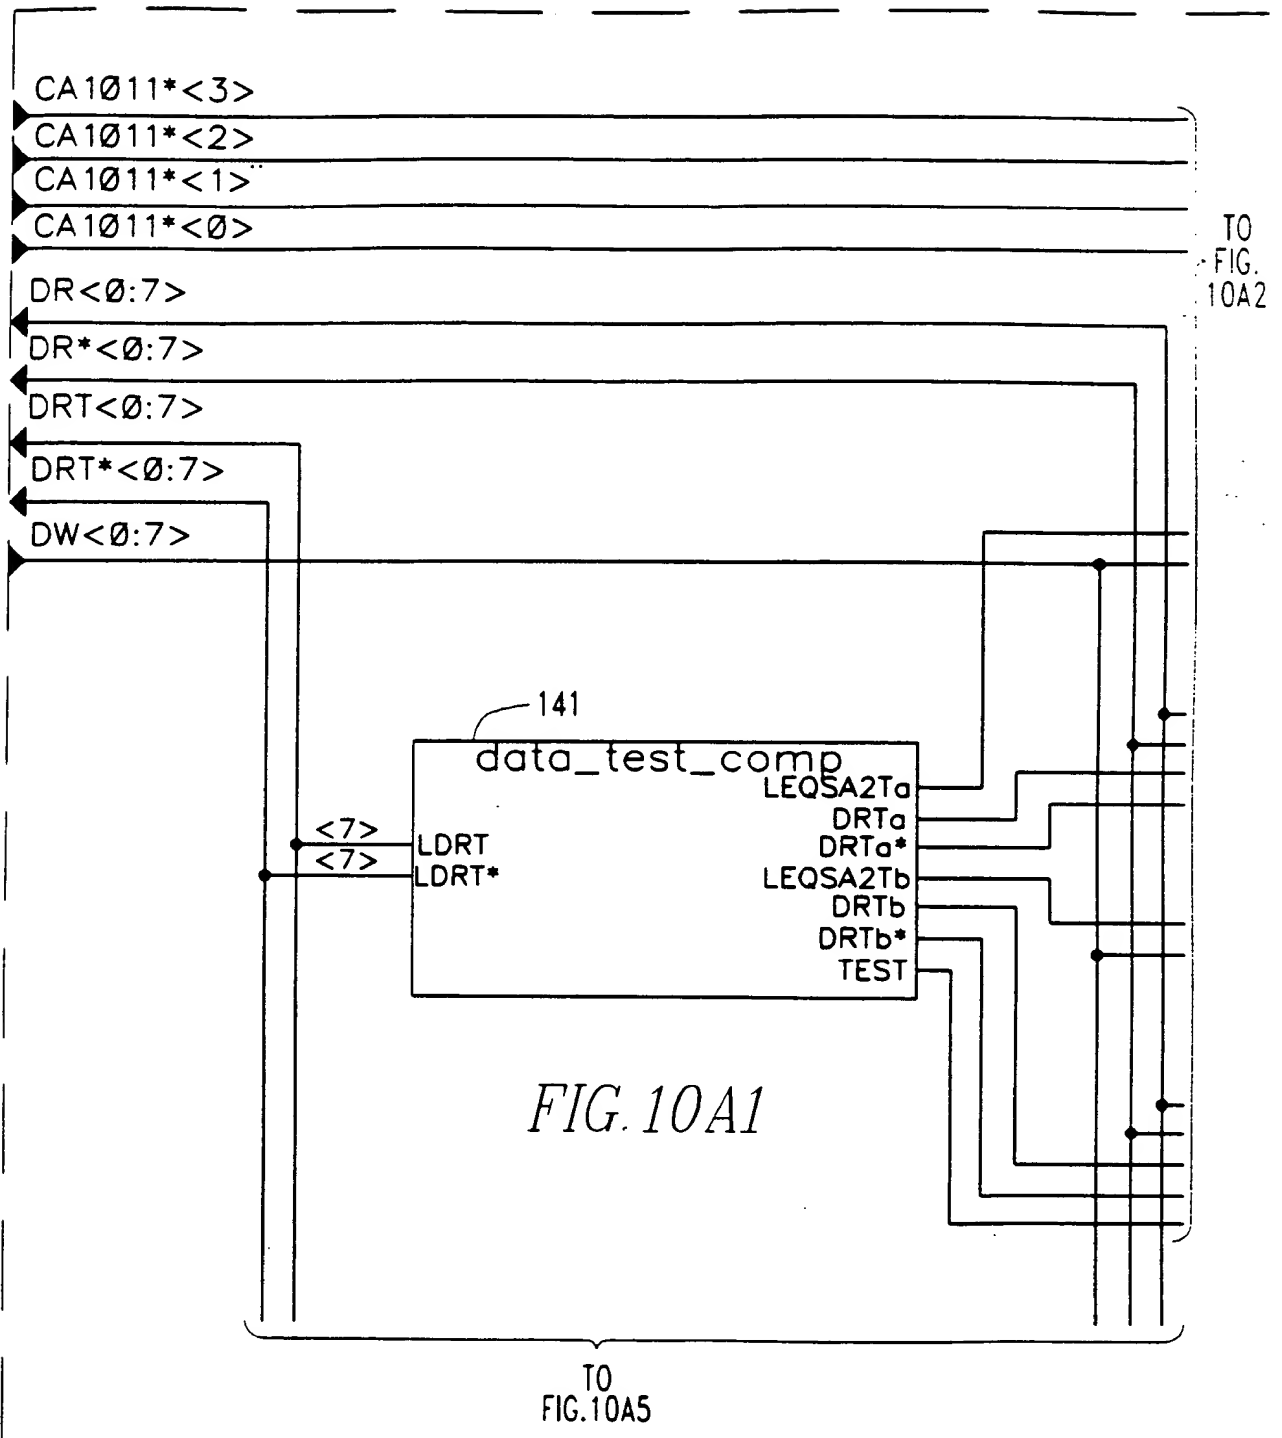 CA1Ø11*<3>
CA1Ø11*<2>
CA1Ø11*<1>
CA1Ø11*<Ø>
TO
FIG.
10A2
DR<Ø:7>
DR*<Ø:7>
DRT<Ø:7>
DRT*<Ø:7>
DW<Ø:7>
141
data_test_comp
LEQSA2Ta
DRTa
<7>
LDRT
DRTa*
<7>
LDRT*
LEQSA2Tb
DRTb
DRTb*
TEST
FIG. 10A1
TO
FIG.10A5